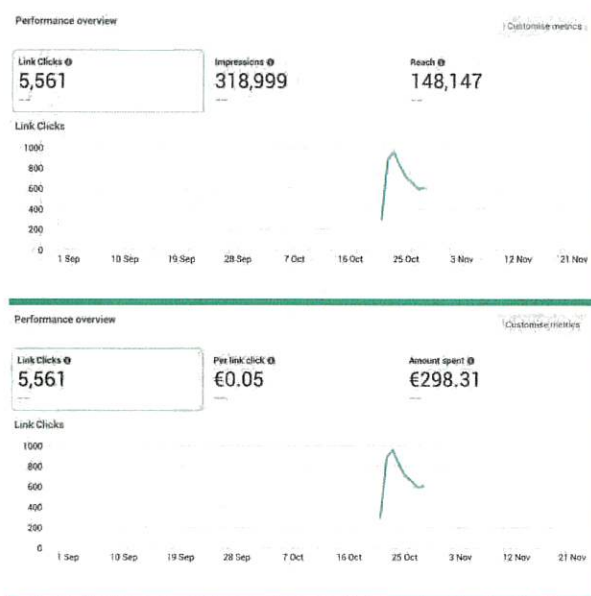 Performance overview
Customise metrics
Link Clicks Impressions Reach
5,561 318,999 148,147
-- -- --
Link Clicks
1000
800
600
400
200
0
1 Sep 10 Sep 19 Sep 28 Sep 7 Oct 16 Oct 25 Oct 3 Nov 12 Nov 21 Nov
Performance overview
Customise metrics
Link Clicks Per link click Amount spent
5,561 €0.05 €298.31
-- -- --
Link Clicks
1000
800
600
400
200
0
1 Sep 10 Sep 19 Sep 28 Sep 7 Oct 16 Oct 25 Oct 3 Nov 12 Nov 21 Nov